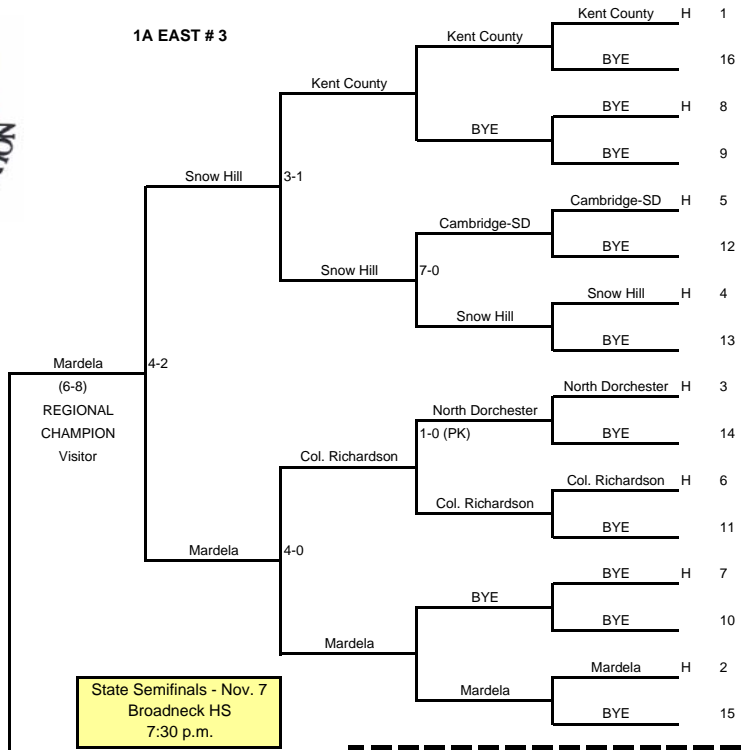 Kent County H 1
1A EAST # 3
Kent County
BYE 16
Kent County
BYE H 8
BYE
BYE 9
Snow Hill 3-1
Cambridge-SD H 5
Cambridge-SD
BYE 12
Snow Hill 7-0
Snow Hill H 4
Snow Hill
BYE 13
Mardela 4-2
(6-8)
REGIONAL
CHAMPION
Visitor
North Dorchester H 3
North Dorchester
1-0 (PK)
BYE 14
Col. Richardson
Col. Richardson H 6
Col. Richardson
BYE 11
Mardela 4-0
BYE H 7
BYE
BYE 10
Mardela
Mardela H 2
Mardela
BYE 15
State Semifinals - Nov. 7
Broadneck HS
7:30 p.m.